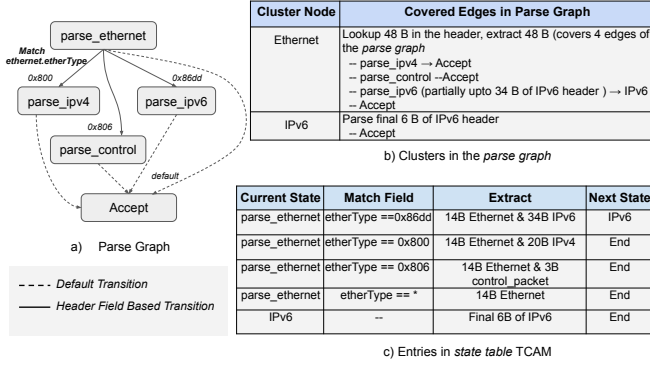 parse_ethernet
Match
ethernet.etherType
0x800
0x86dd
parse_ipv4
parse_ipv6
0x806
parse_control
default
Accept
a) Parse Graph
Default Transition
Header Field Based Transition
Cluster Node
Covered Edges in Parse Graph
Ethernet
Lookup 48 B in the header, extract 48 B (covers 4 edges of
the parse graph
-- parse_ipv4 → Accept
-- parse_control --Accept
-- parse_ipv6 (partially upto 34 B of IPv6 header ) → IPv6
-- Accept
IPv6
Parse final 6 B of IPv6 header
-- Accept
b) Clusters in the parse graph
Current State Match Field Extract Next State
parse_ethernet etherType ==0x86dd 14B Ethernet & 34B IPv6 IPv6
parse_ethernet etherType == 0x800 14B Ethernet & 20B IPv4 End
parse_ethernet etherType == 0x806 14B Ethernet & 3B End
control_packet
parse_ethernet etherType == * 14B Ethernet End
IPv6 -- Final 6B of IPv6 End
c) Entries in state table TCAM